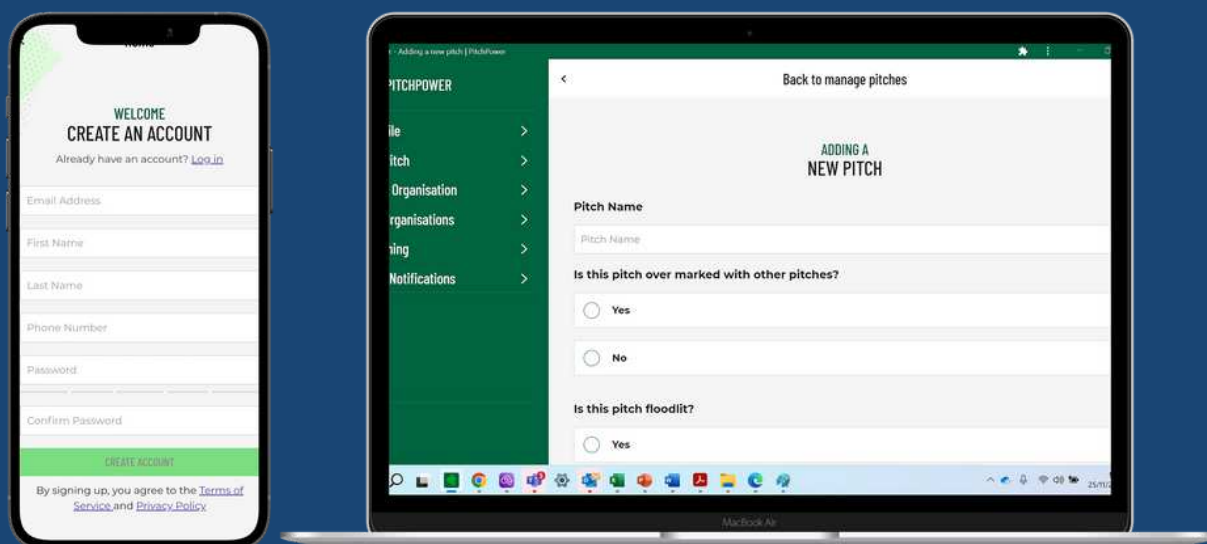 WELCOME
CREATE AN ACCOUNT
Already have an account? Log in
Email Address
First Name
Last Name
Phone Number
Password
Confirm Password
CREATE ACCOUNT
By signing up, you agree to the Terms of
Service and Privacy Policy
- Adding a new pitch | PitchPower
PITCHPOWER
ile
itch
Organisation
rganisations
ning
Notifications
Back to manage pitches
ADDING A
NEW PITCH
Pitch Name
Pitch Name
Is this pitch over marked with other pitches?
Yes
No
Is this pitch floodlit?
Yes
25/11/2
MacBook Air